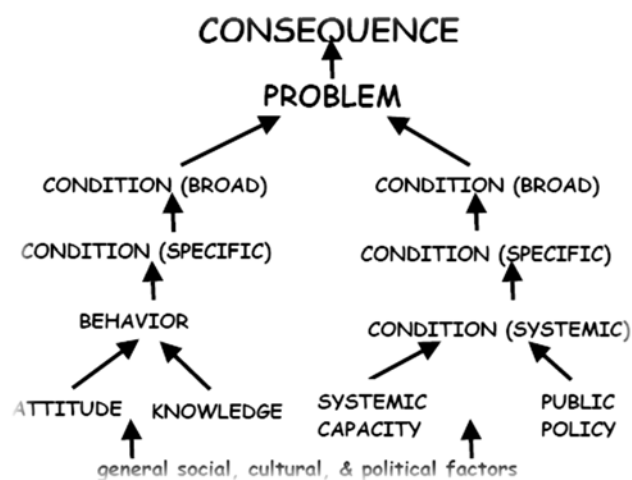 CONSEQUENCE
PROBLEM
CONDITION (BROAD)
CONDITION (BROAD)
CONDITION (SPECIFIC)
CONDITION (SPECIFIC)
BEHAVIOR
CONDITION (SYSTEMIC)
ATTITUDE
KNOWLEDGE
SYSTEMIC
CAPACITY
PUBLIC
POLICY
general social, cultural, & political factors